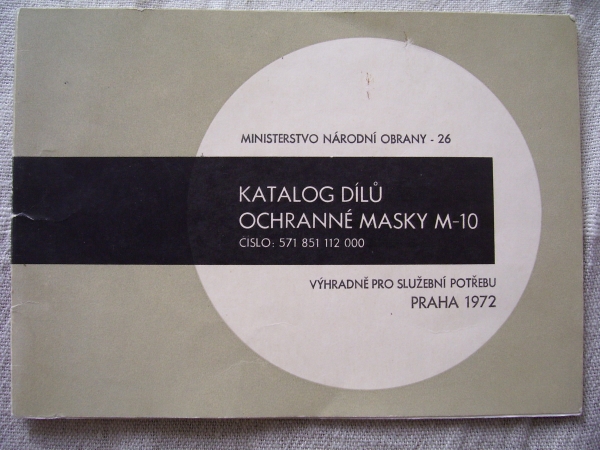 MINISTERSTVO NÁRODNÍ OBRANY - 26
KATALOG DÍLŮ
OCHRANNÉ MASKY M-10
ČÍSLO: 571 851 112 000
VÝHRADNĚ PRO SLUŽEBNÍ POTŘEBU
PRAHA 1972